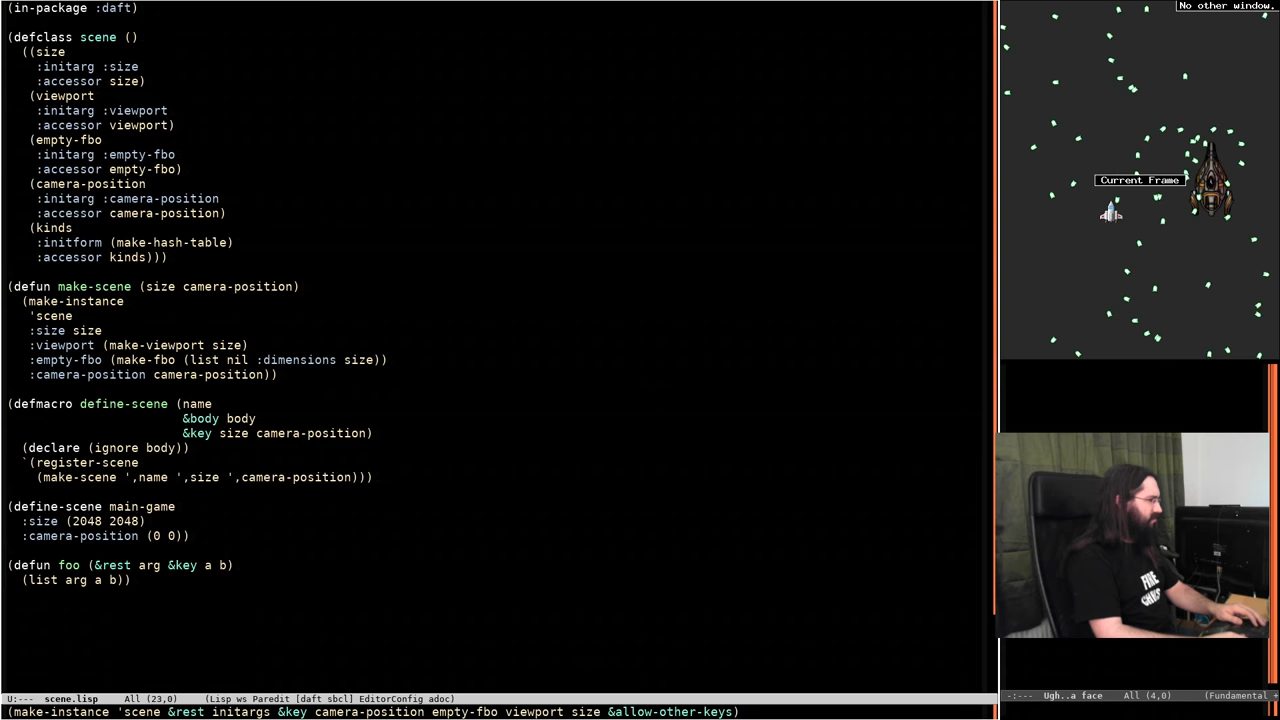 (in-package :daft)
(defclass scene ()
((size
:initarg :size
:accessor size)
(viewport
:initarg :viewport
:accessor viewport)
(empty-fbo
:initarg :empty-fbo
:accessor empty-fbo)
(camera-position
:initarg :camera-position
:accessor camera-position)
(kinds
:initform (make-hash-table)
:accessor kinds)))
(defun make-scene (size camera-position)
(make-instance
'scene
:size size
:viewport (make-viewport size)
:empty-fbo (make-fbo (list nil :dimensions size))
:camera-position camera-position))
(defmacro define-scene (name
&body body
&key size camera-position)
(declare (ignore body))
`(register-scene
(make-scene ',name ',size ',camera-position)))
(define-scene main-game
:size (2048 2048)
:camera-position (0 0))
(defun foo (&rest arg &key a b)
(list arg a b))
U:--- scene.lisp All (23,0) (Lisp ws Paredit [daft sbcl] EditorConfig adoc)
(make-instance 'scene &rest initargs &key camera-position empty-fbo viewport size &allow-other-keys)
No other window.
Current Frame
FIRE
-:--- Ugh..a face All (4,0) (Fundamental +